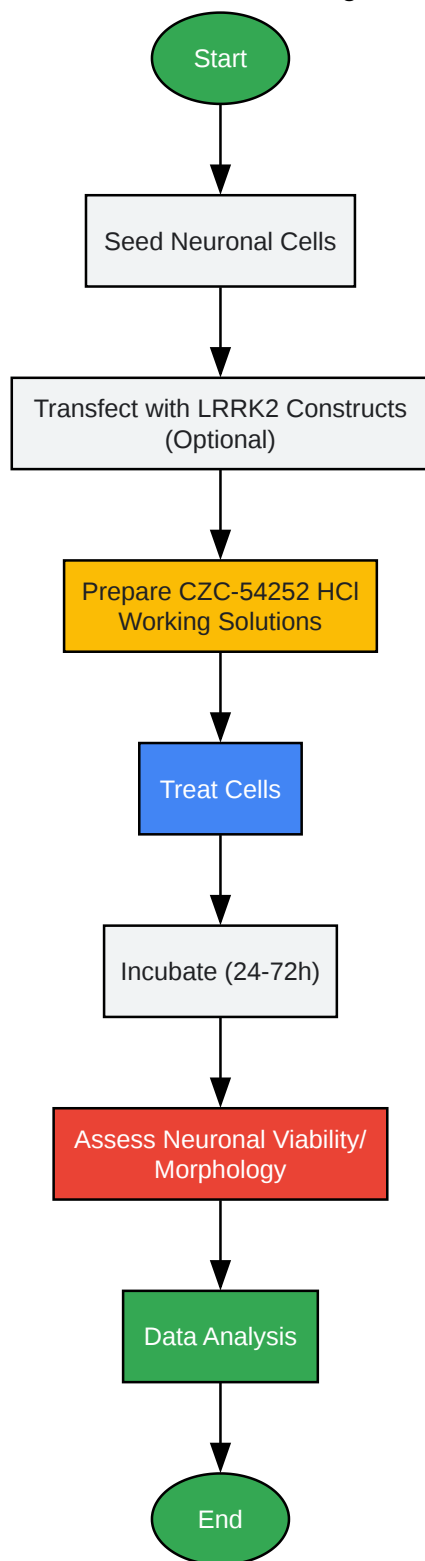 Start
Seed Neuronal Cells
Transfect with LRRK2 Constructs
(Optional)
Prepare CZC-54252 HCl
Working Solutions
Treat Cells
Incubate (24-72h)
Assess Neuronal Viability/
Morphology
Data Analysis
End